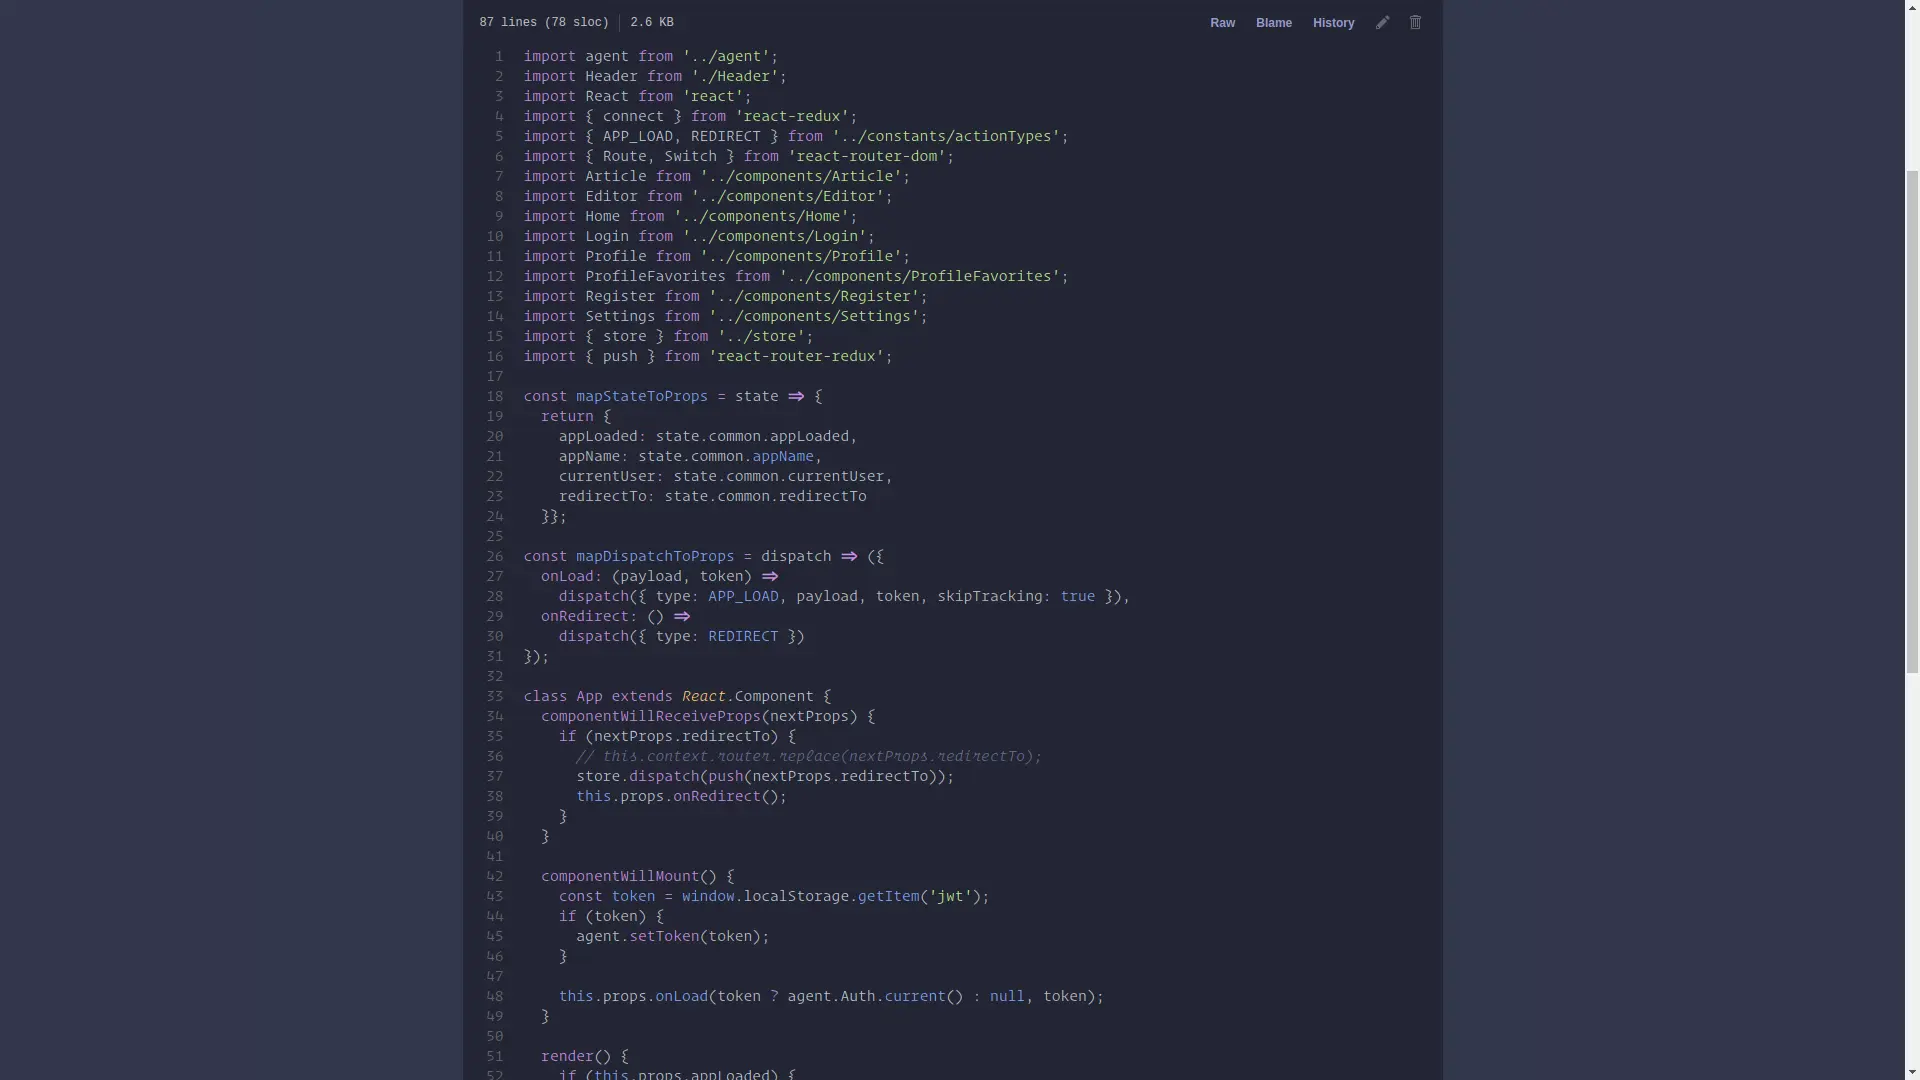 87 lines (78 sloc) 2.6 KB Raw Blame History
1 import agent from '../agent';
2 import Header from './Header';
3 import React from 'react';
4 import { connect } from 'react-redux';
5 import { APP_LOAD, REDIRECT } from '../constants/actionTypes';
6 import { Route, Switch } from 'react-router-dom';
7 import Article from '../components/Article';
8 import Editor from '../components/Editor';
9 import Home from '../components/Home';
10 import Login from '../components/Login';
11 import Profile from '../components/Profile';
12 import ProfileFavorites from '../components/ProfileFavorites';
13 import Register from '../components/Register';
14 import Settings from '../components/Settings';
15 import { store } from '../store';
16 import { push } from 'react-router-redux';
17
18 const mapStateToProps = state => {
19   return {
20     appLoaded: state.common.appLoaded,
21     appName: state.common.appName,
22     currentUser: state.common.currentUser,
23     redirectTo: state.common.redirectTo
24   }};
25
26 const mapDispatchToProps = dispatch => ({
27   onLoad: (payload, token) =>
28     dispatch({ type: APP_LOAD, payload, token, skipTracking: true }),
29   onRedirect: () =>
30     dispatch({ type: REDIRECT })
31 });
32
33 class App extends React.Component {
34   componentWillReceiveProps(nextProps) {
35     if (nextProps.redirectTo) {
36       // this.context.router.replace(nextProps.redirectTo);
37       store.dispatch(push(nextProps.redirectTo));
38       this.props.onRedirect();
39     }
40   }
41
42   componentWillMount() {
43     const token = window.localStorage.getItem('jwt');
44     if (token) {
45       agent.setToken(token);
46     }
47
48     this.props.onLoad(token ? agent.Auth.current() : null, token);
49   }
50
51   render() {
52     if (this.props.appLoaded) {